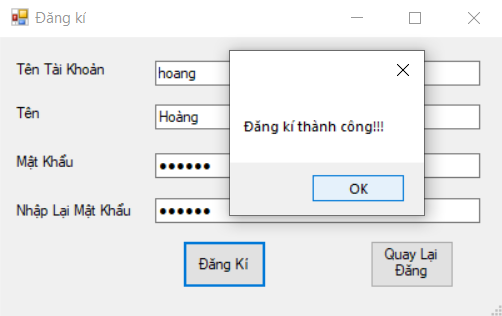 Đăng kí
Tên Tài Khoản
hoang
Tên
Hoàng
Đăng kí thành công!!!
Mật Khẩu
●●●●●●
OK
Nhập Lại Mật Khẩu
●●●●●●
Đăng Kí
Quay Lại
Đăng